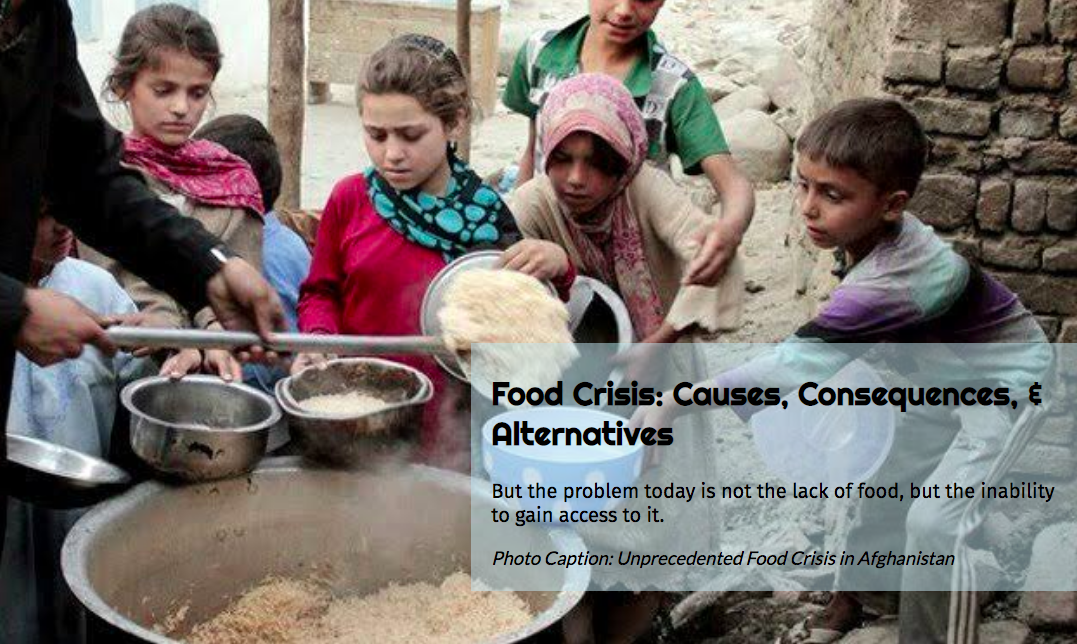 Food Crisis: Causes, Consequences, &
Alternatives
But the problem today is not the lack of food, but the inability
to gain access to it.
Photo Caption: Unprecedented Food Crisis in Afghanistan